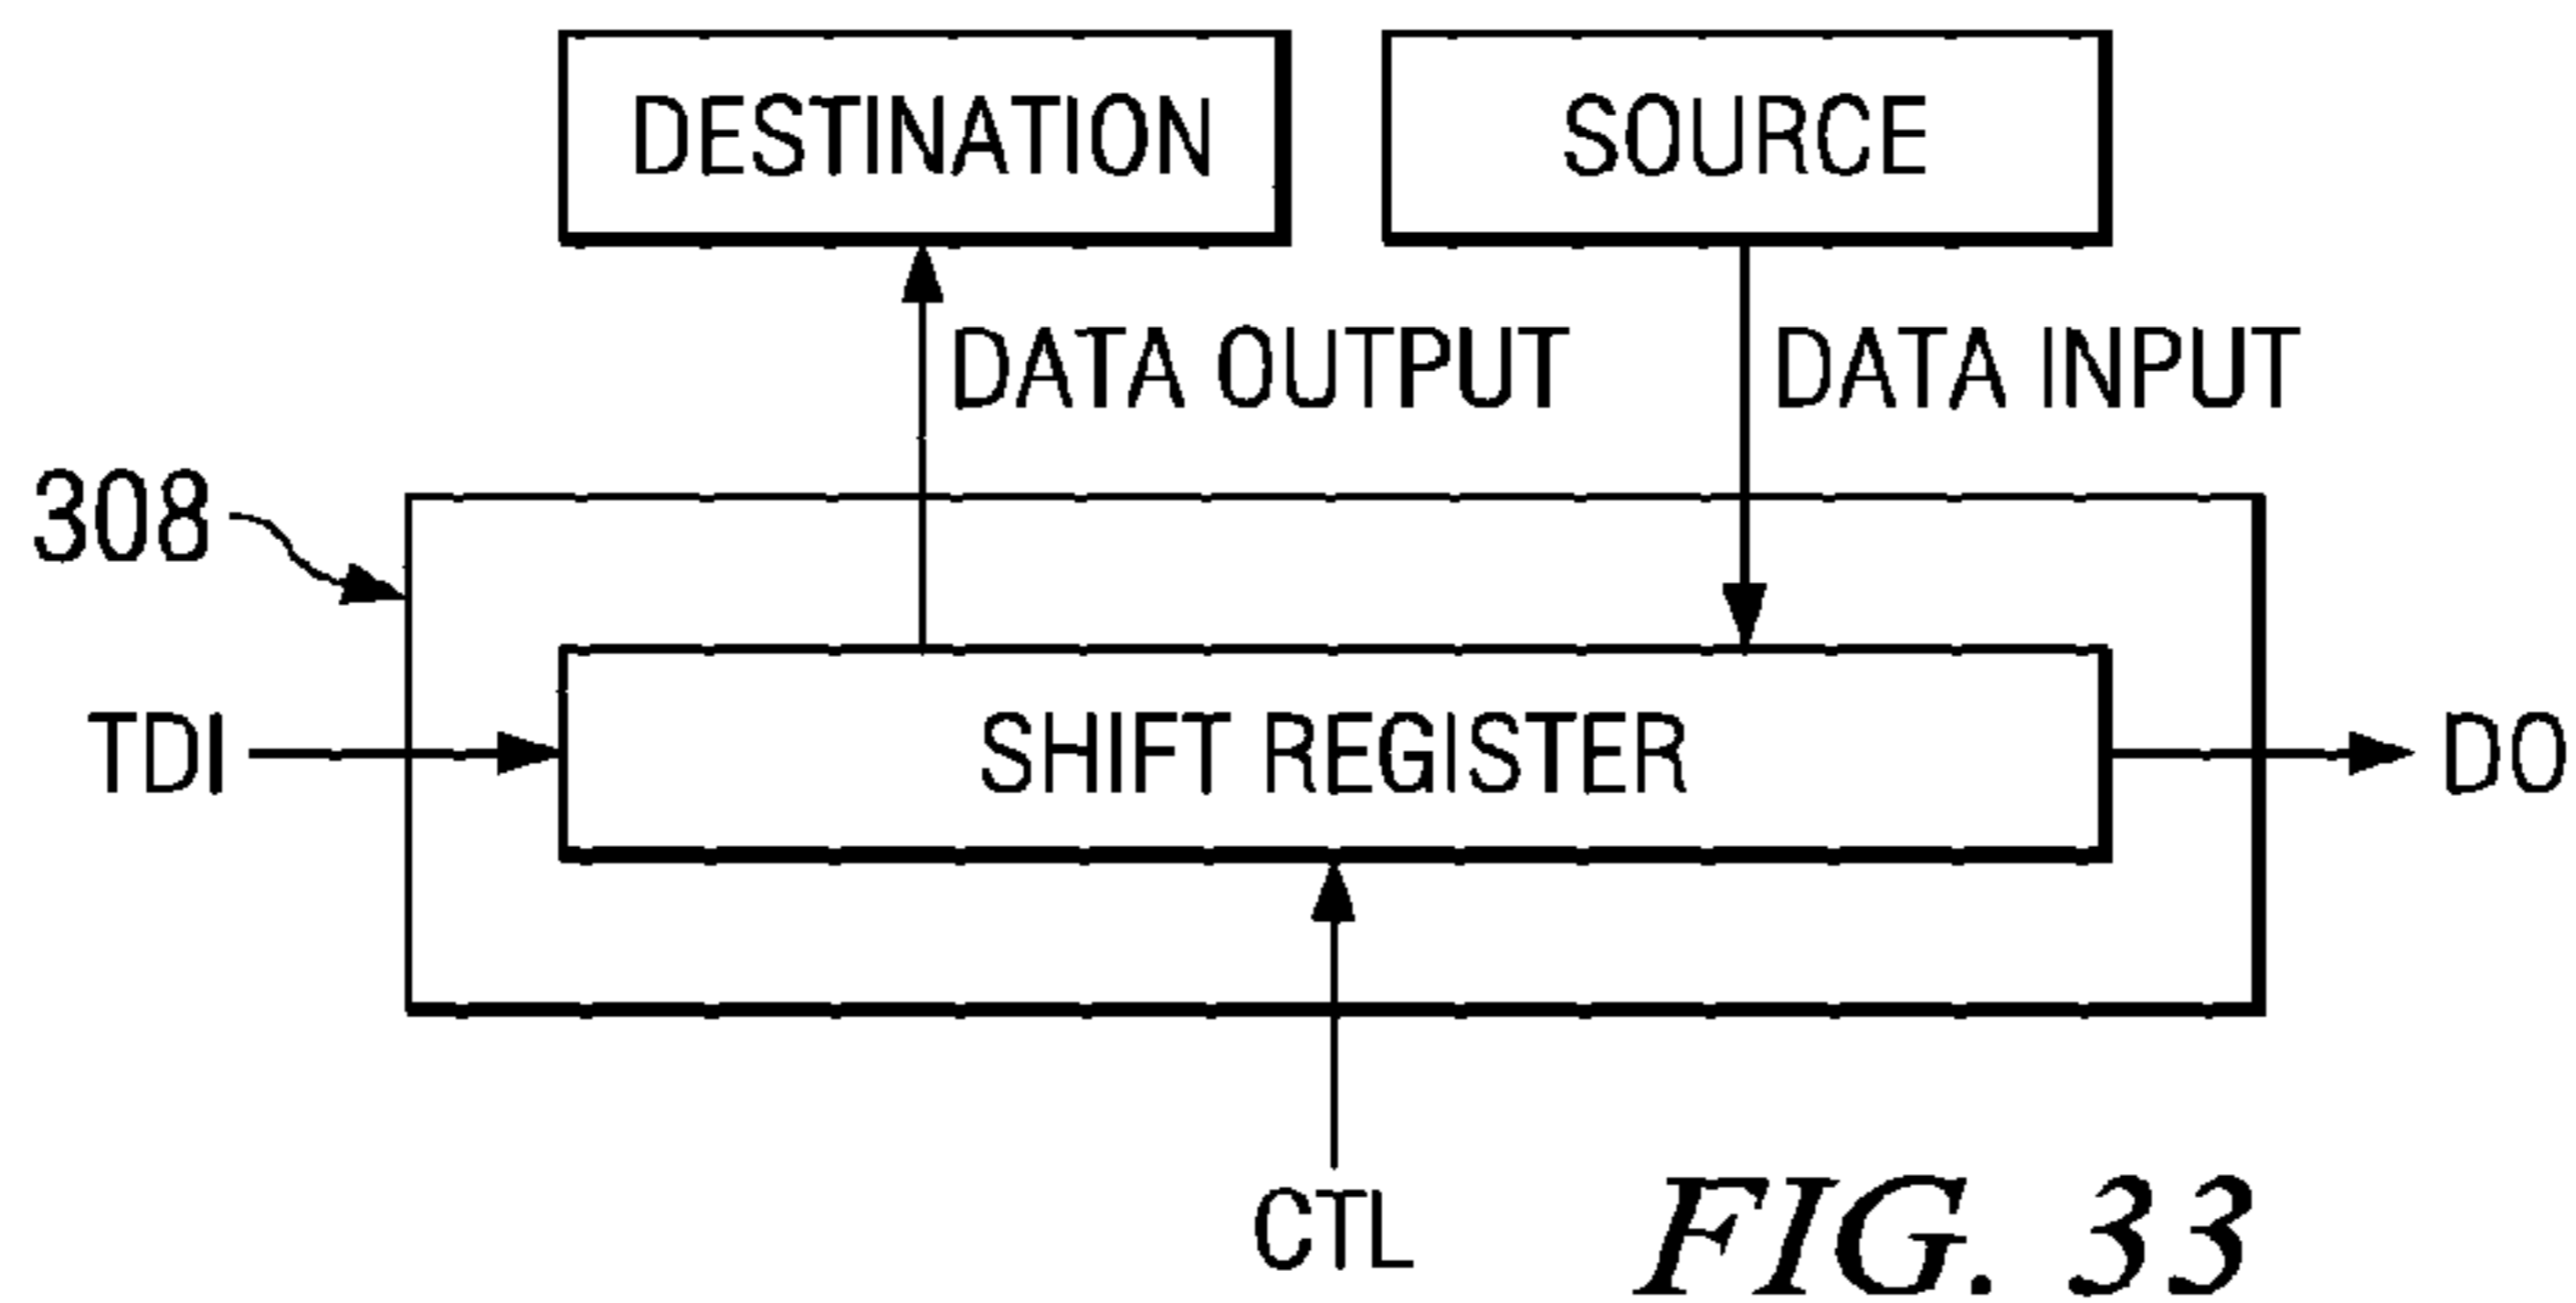 DESTINATION
SOURCE
DATA OUTPUT
DATA INPUT
308
TDI
SHIFT REGISTER
DO
CTL
FIG. 33